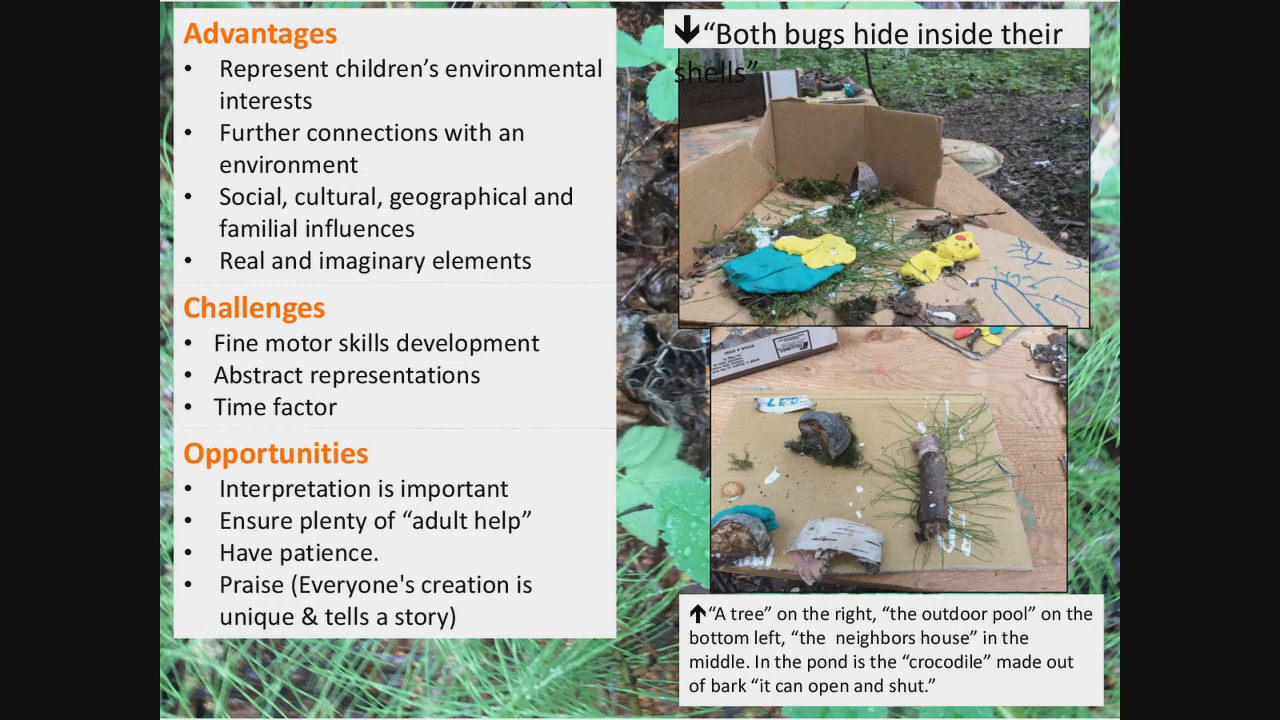 Advantages
• Represent children’s environmental
interests
• Further connections with an
environment
• Social, cultural, geographical and
familial influences
• Real and imaginary elements
Challenges
• Fine motor skills development
• Abstract representations
• Time factor
Opportunities
• Interpretation is important
• Ensure plenty of “adult help”
• Have patience.
• Praise (Everyone's creation is
unique & tells a story)
🡻“Both bugs hide inside their
shells”
LEO
🡹“A tree” on the right, “the outdoor pool” on the
bottom left, “the neighbors house” in the
middle. In the pond is the “crocodile” made out
of bark “it can open and shut.”